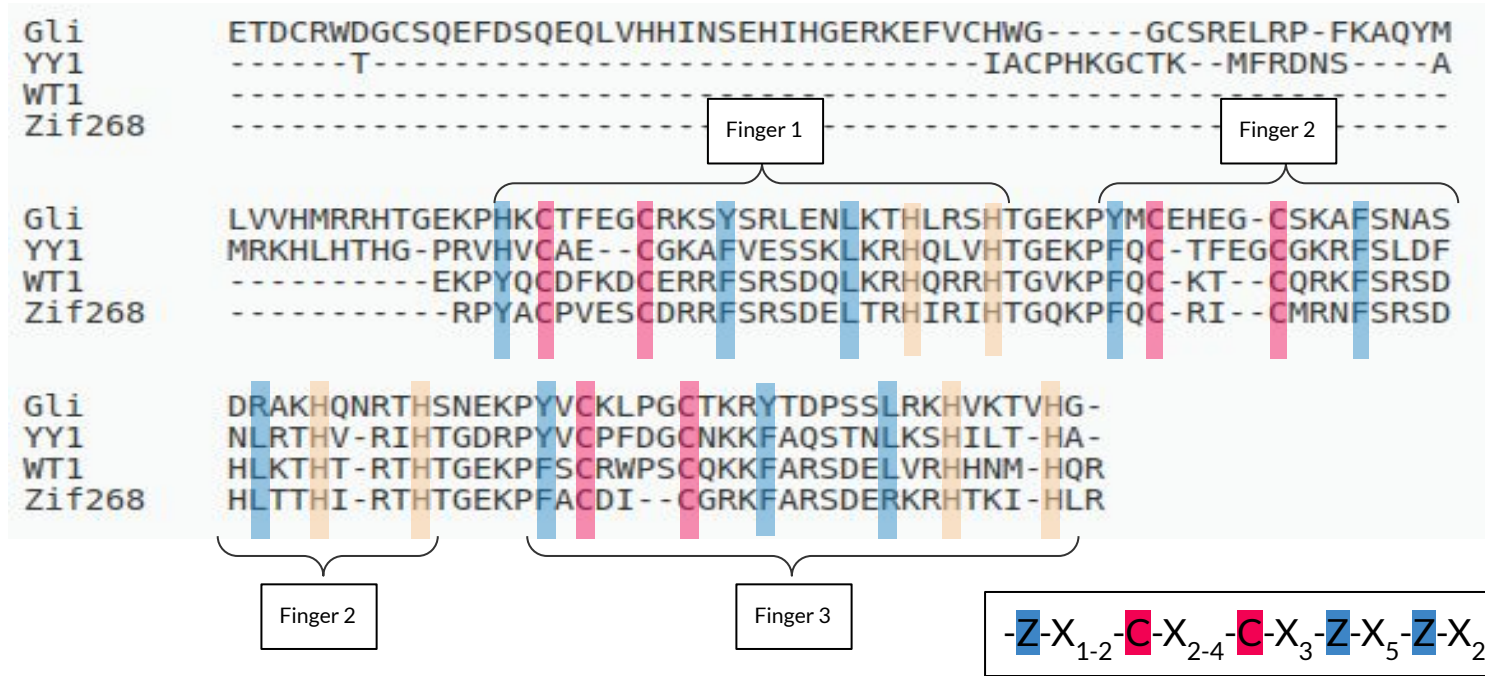 Gli ETDCRWDGCSQEFDSQEQLVHHINSEHIHGERKEFVCHWG-----GCSRELRP-FKAQYM
YY1 ------T-------------------------------IACPHKGCTK--MFRDNS----A
WT1 -------------------------------------------------------------
Zif268 -------------------------------------------------------------
Finger 1
Finger 2
Gli LVVHMRRHTGEKPHKCTFEGCRKSYSRLENLKTHLRSHTGEKPYMCEHEG-CSKAFSNAS
YY1 MRKHLHTHG-PRVHVCAE--CGKAFVESSKLKRHQLVHTGEKPFQC-TFEGCGKRFSLDF
WT1 ----------EKPYQCDFKDCERRFSRSDQLKRHQRRHTGVKPFQC-KT--CQRKFSRSD
Zif268 -----------RPYACPVESCDRRFSRSDELTRHIRIHTGQKPFQC-RI--CMRNFSRSD
Gli DRAKHQNRTHSNEKPYVCKLPGCTKRYTDPSSLRKHVKTVHG-
YY1 NLRTHV-RIHTGDRPYVCPFDGCNKKFAQSTNLKSHILT-HA-
WT1 HLKTHT-RTHTGEKPFSCRWPSCQKKFARSDELVRHHNM-HQR
Zif268 HLTTHI-RTHTGEKPFACDI--CGRKFARSDERKRHTKI-HLR
Finger 2
Finger 3
-Z-X1-2-C-X2-4-C-X3-Z-X5-Z-X2